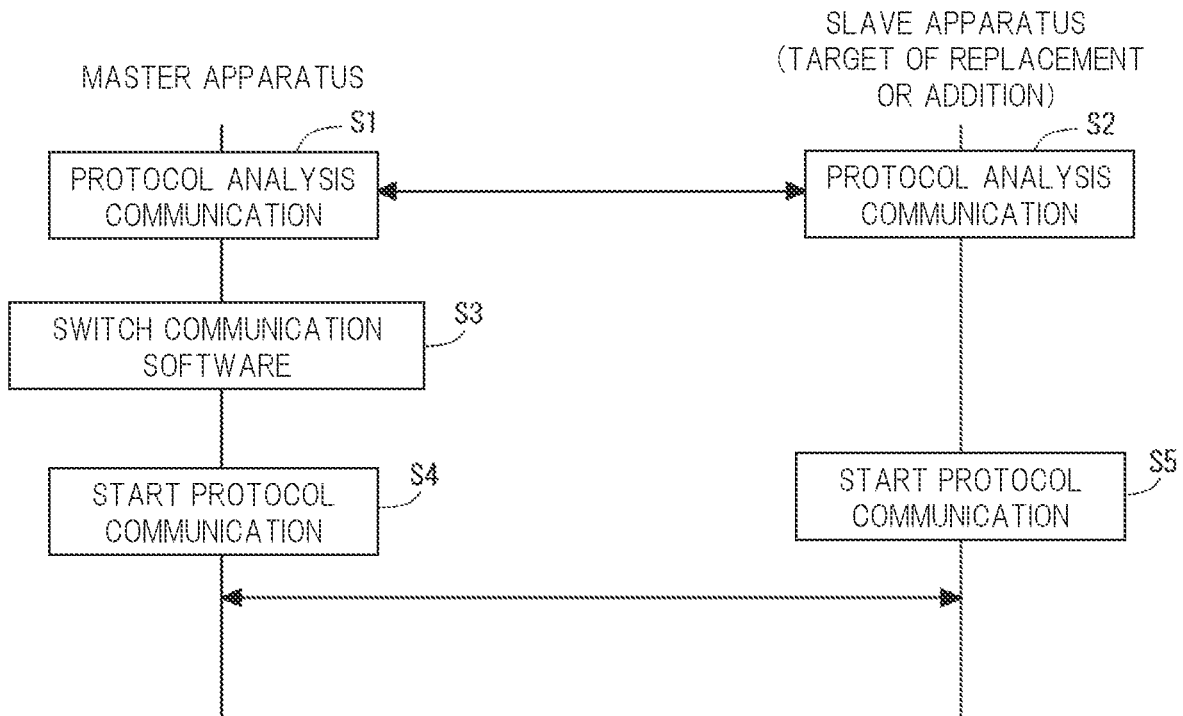 MASTER APPARATUS
SLAVE APPARATUS
(TARGET OF REPLACEMENT
OR ADDITION)
S1
PROTOCOL ANALYSIS
COMMUNICATION
S2
PROTOCOL ANALYSIS
COMMUNICATION
S3
SWITCH COMMUNICATION
SOFTWARE
S4
START PROTOCOL
COMMUNICATION
S5
START PROTOCOL
COMMUNICATION